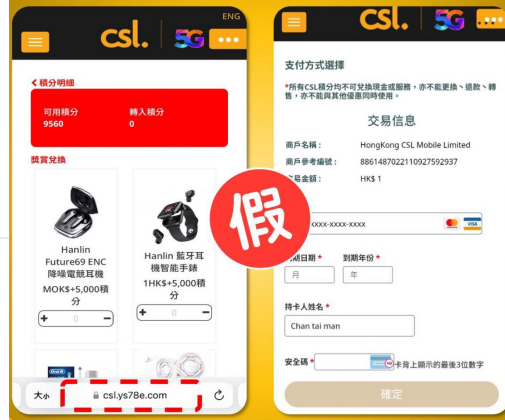 ENG
csl. 5G
積分明細
可用積分 轉入積分
9560 0
獎賞兌換
Hanlin
Future69 ENC
降噪電競耳機
MOK$+5,000積
分
+ 0 −
Hanlin 藍牙耳
機智能手錶
1HK$+5,000積
分
+ 0 −
大小 csl.ys78e.com
假
csl. 5G
支付方式選擇
*所有CSL積分均不可兌換現金或服務，亦不能更換、退款、轉
售，亦不能與其他優惠同時使用。
交易信息
商戶名稱： HongKong CSL Mobile Limited
商戶參考編號： 8861487022110927592937
易金額： HK$ 1
xxx-xxxx-xxxx VISA
期日期 * 到期年份 *
月 年
持卡人姓名 *
Chan tai man
安全碼 * 卡背上顯示的最後3位數字
確定